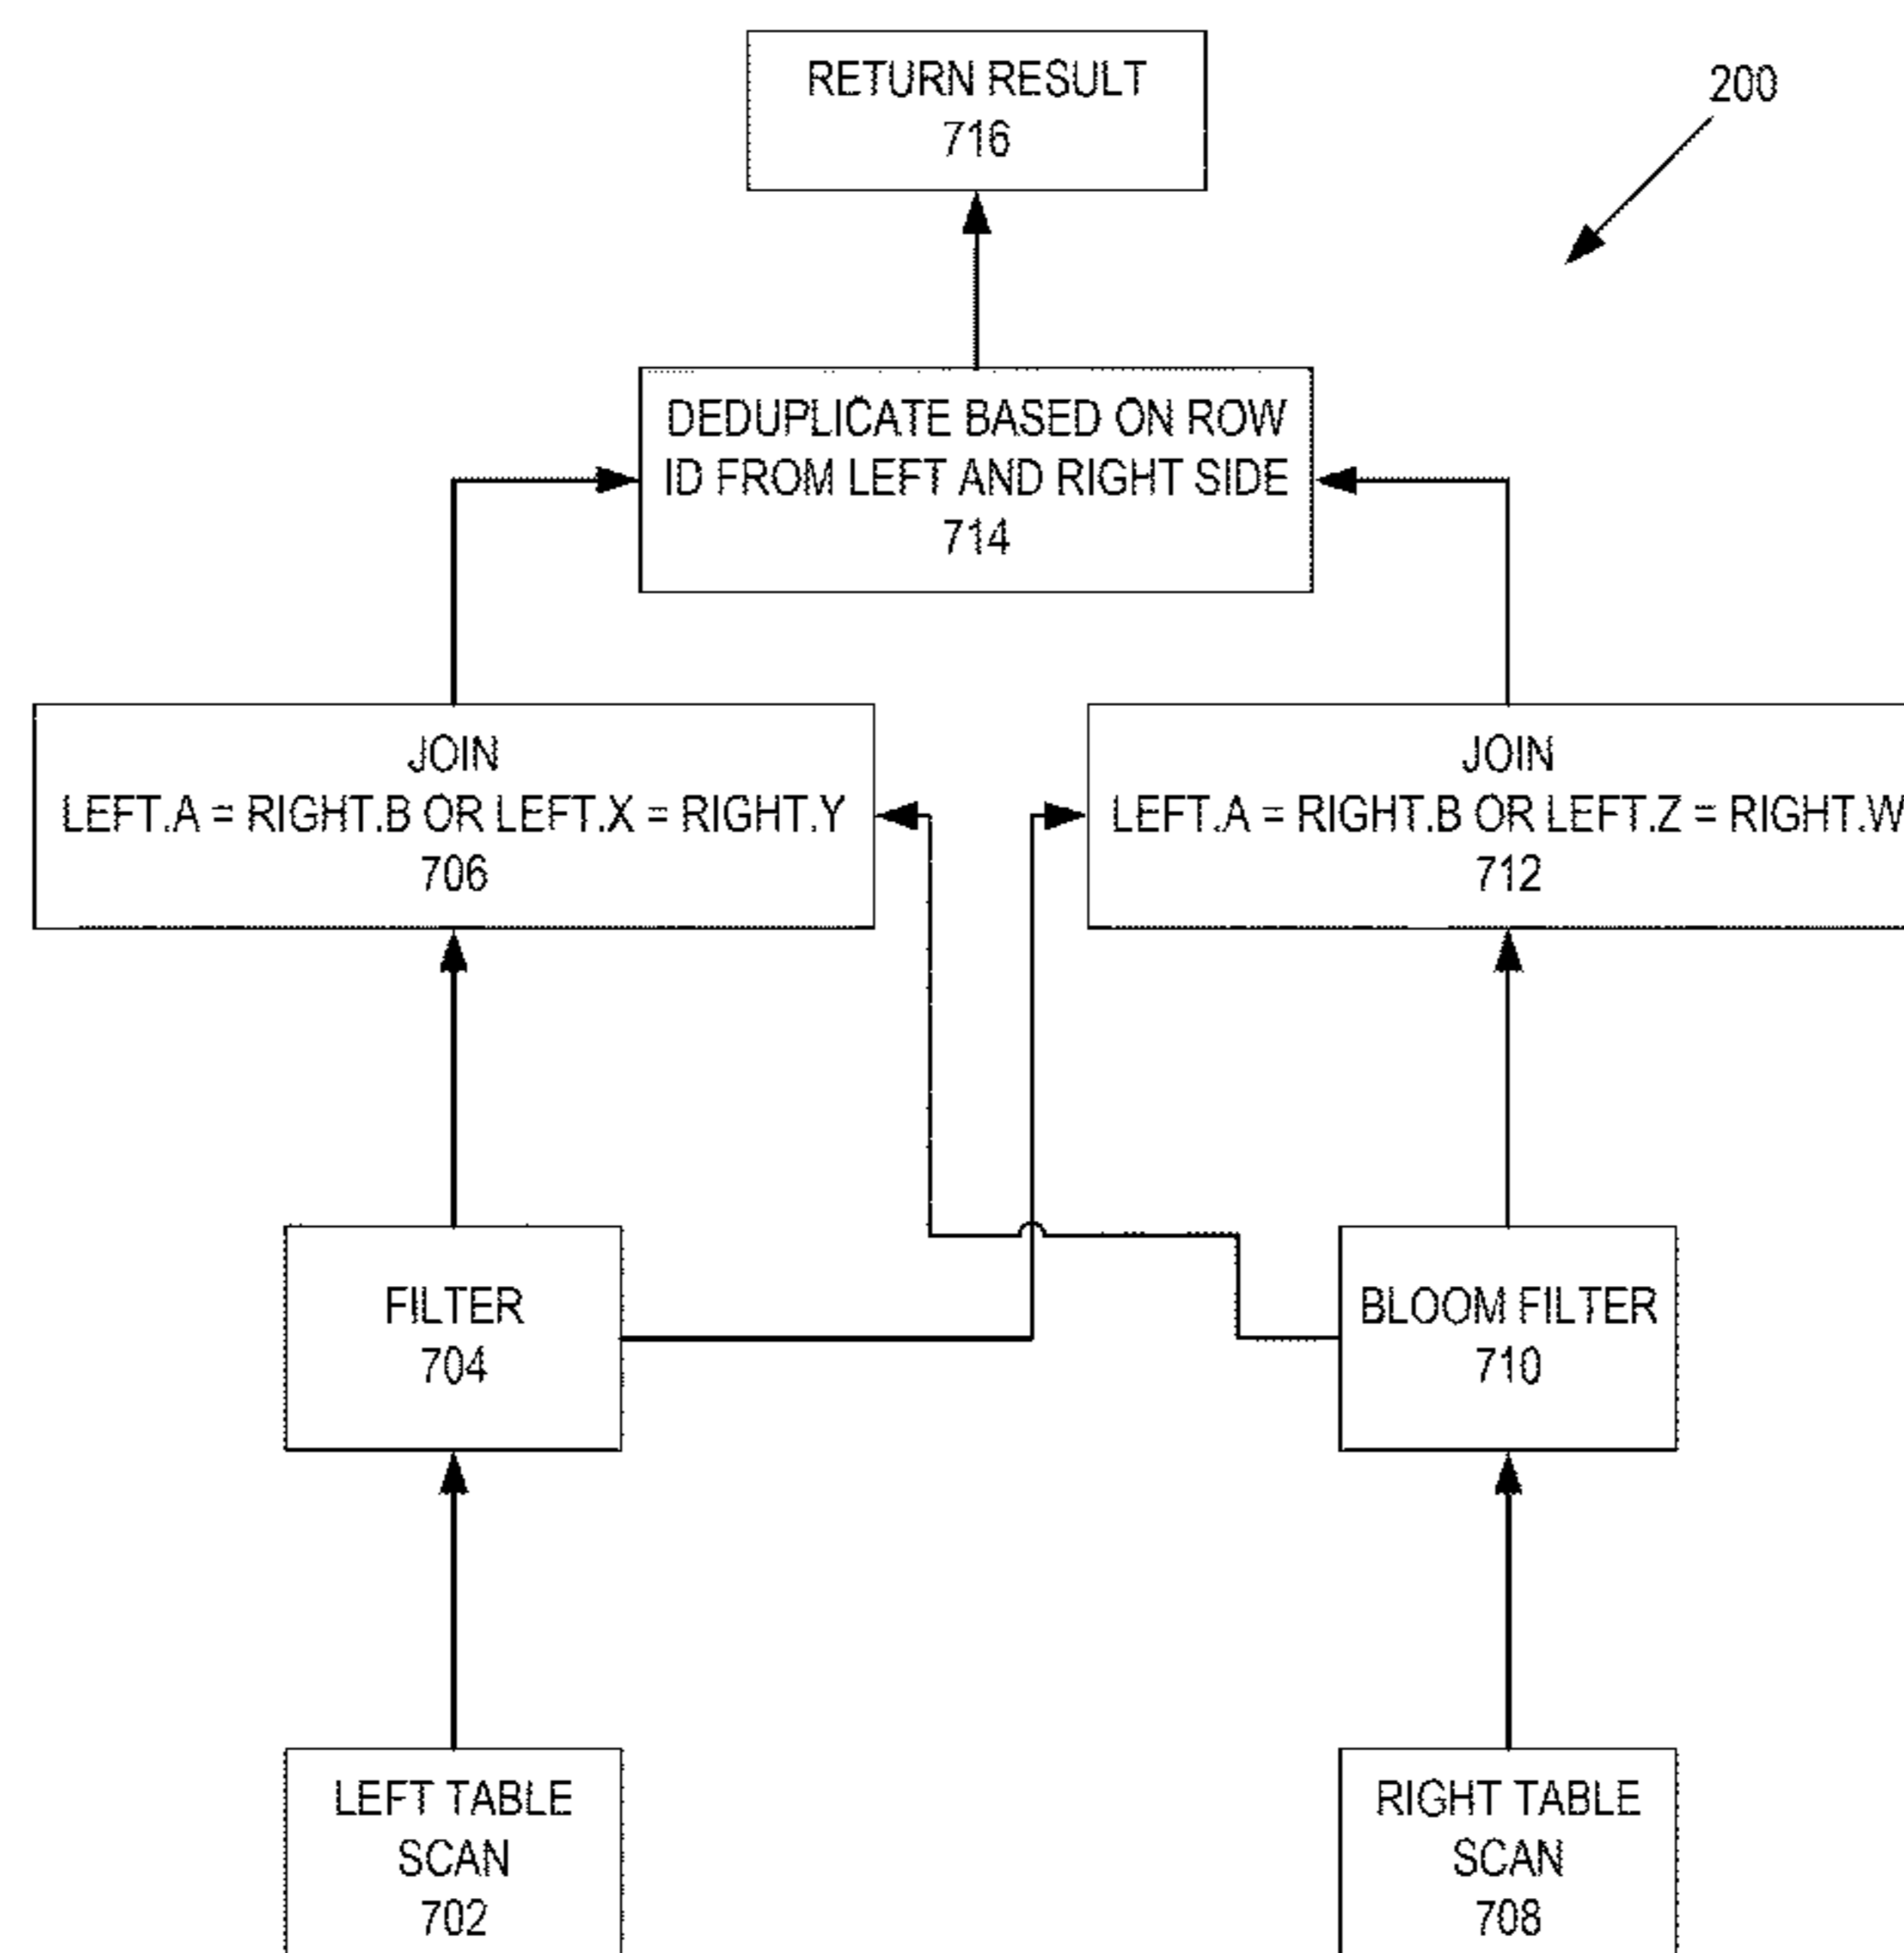 RETURN RESULT
716
200
DEDUPLICATE BASED ON ROW
ID FROM LEFT AND RIGHT SIDE
714
JOIN
LEFT.A = RIGHT.B OR LEFT.X = RIGHT.Y
706
JOIN
LEFT.A = RIGHT.B OR LEFT.Z = RIGHT.W
712
FILTER
704
BLOOM FILTER
710
LEFT TABLE
SCAN
702
RIGHT TABLE
SCAN
708